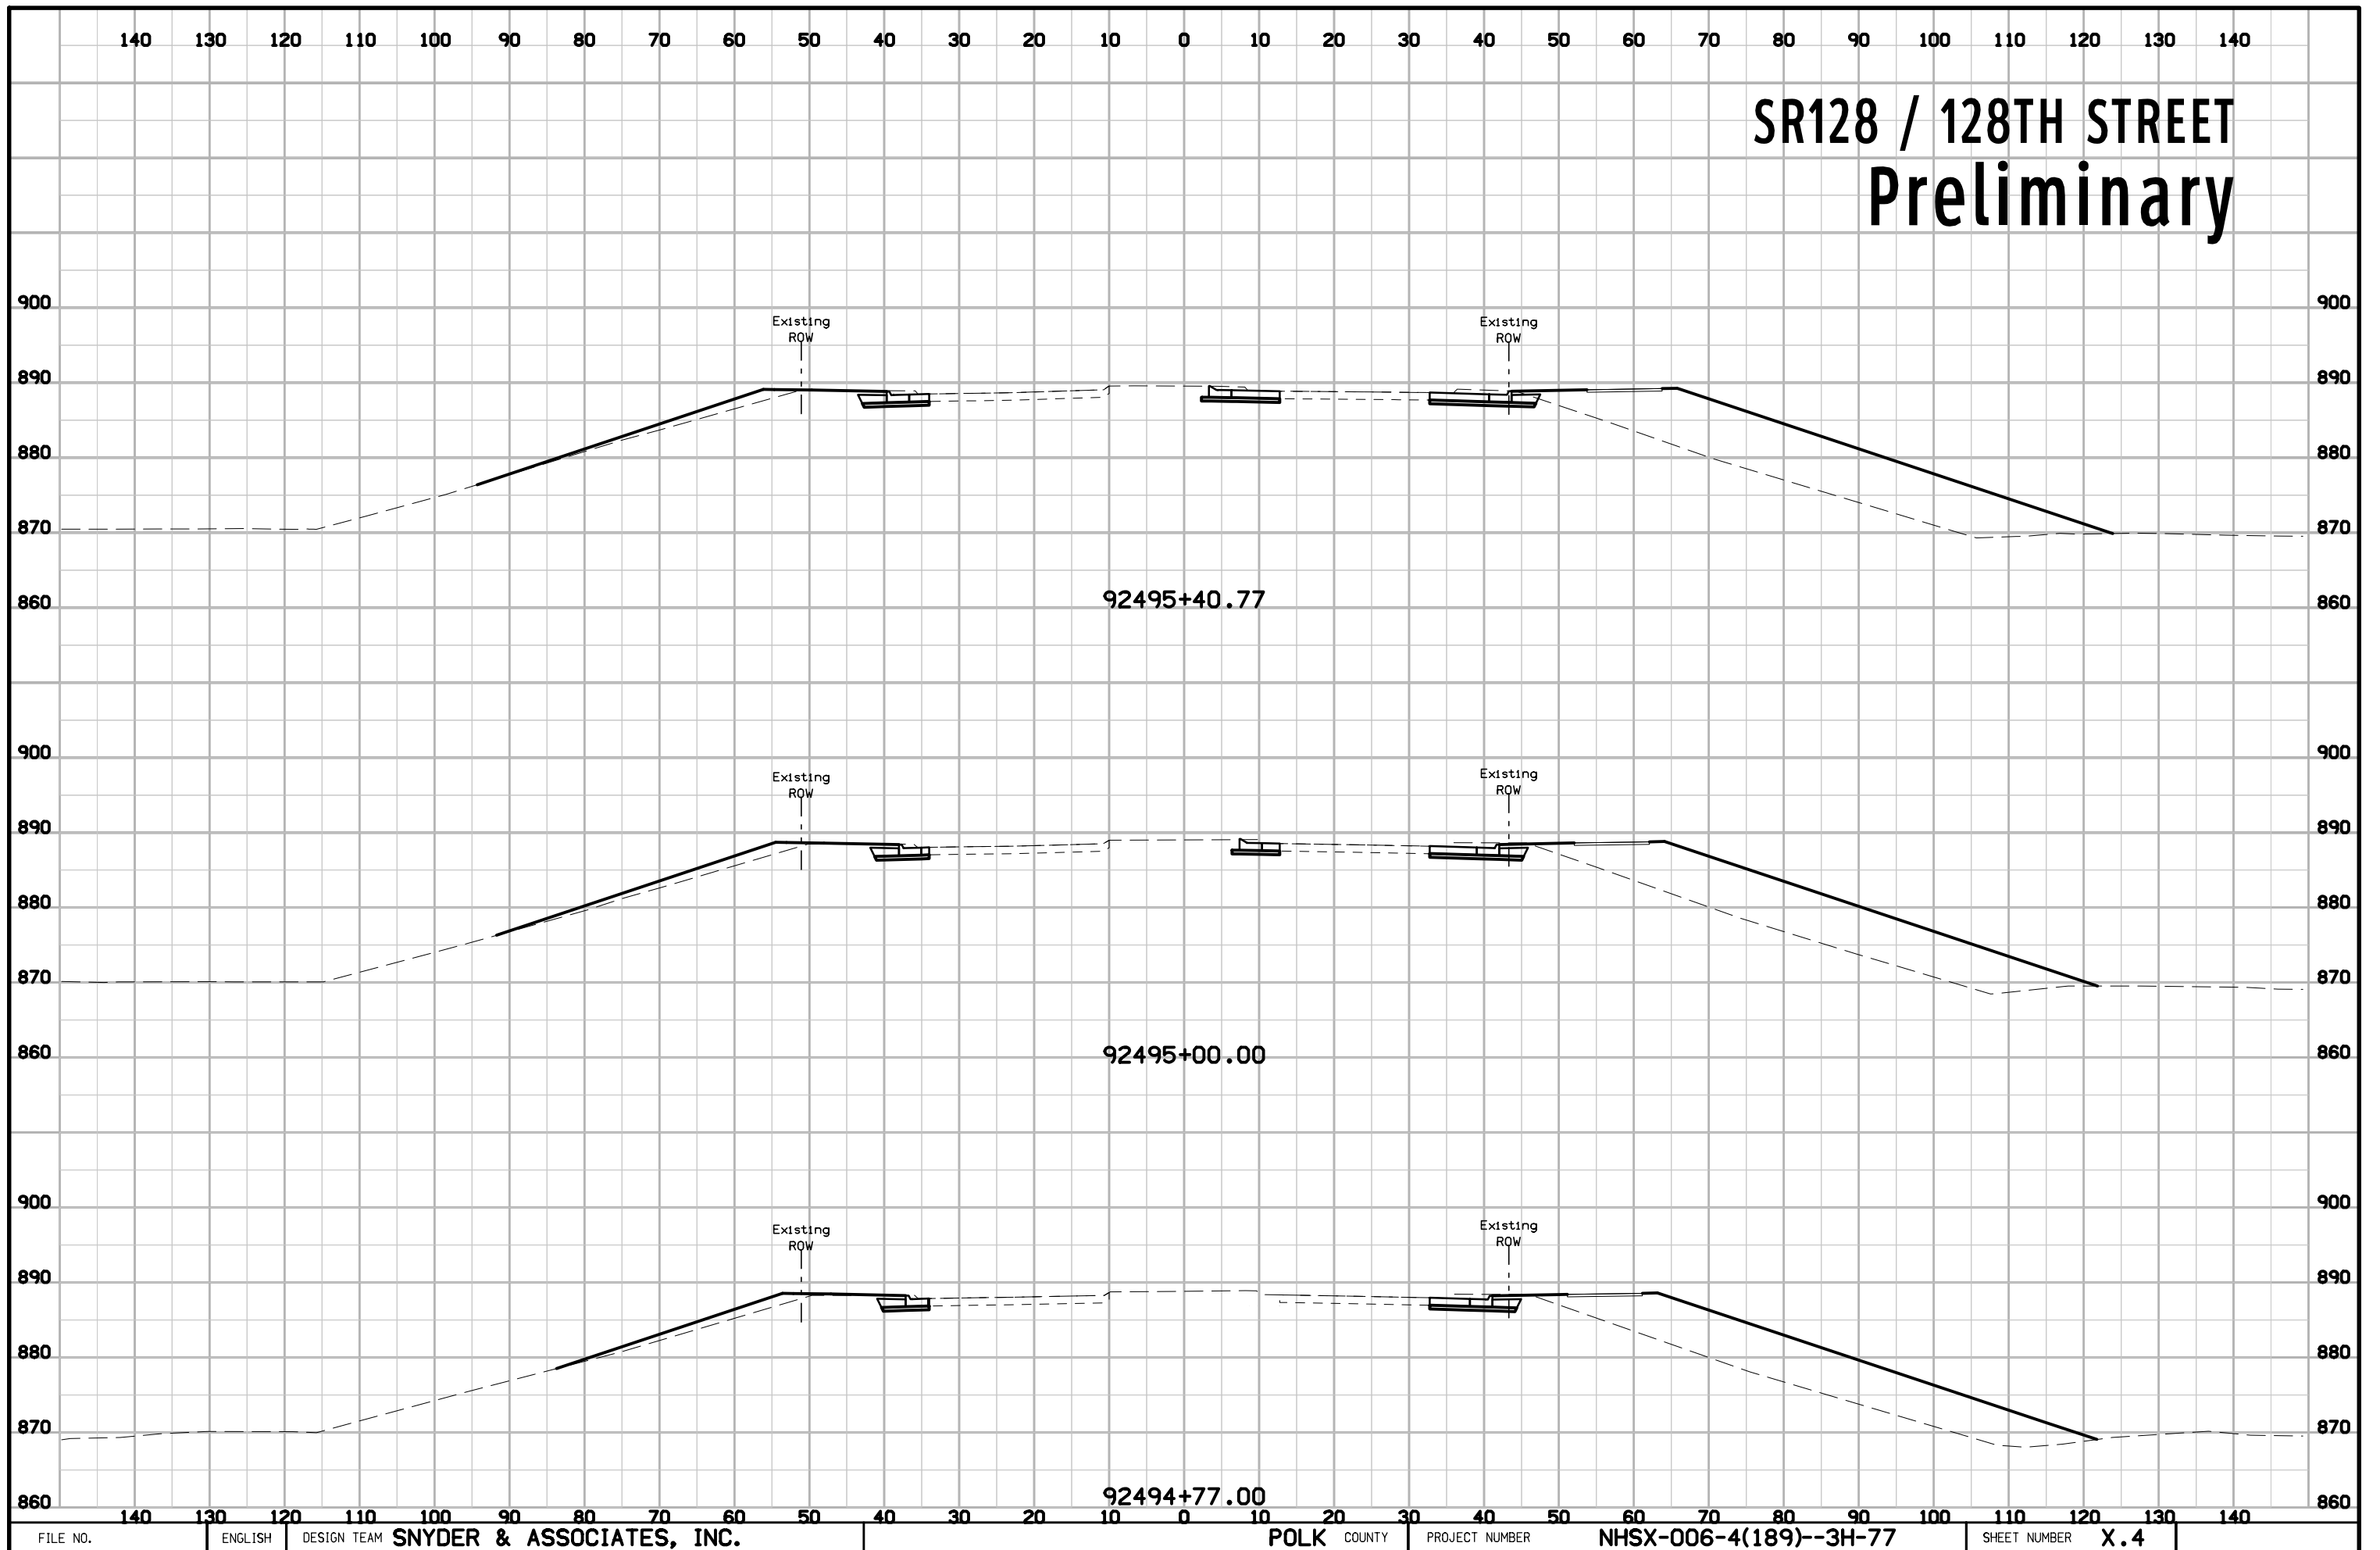 140 130 120 110 100 90 80 70 60 50 40 30 20 10 0 10 20 30 40 50 60 70 80 90 100 110 120 130 140
SR128 / 128TH STREET
Preliminary
900 900
Existing Existing
ROW ROW
890 890
880 880
870 870
860 92495+40.77 860
900 900
Existing Existing
ROW ROW
890 890
880 880
870 870
860 92495+00.00 860
900 900
Existing Existing
ROW ROW
890 890
880 880
870 870
860 92494+77.00 860
140 130 120 110 100 90 80 70 60 50 40 30 20 10 0 10 20 30 40 50 60 70 80 90 100 110 120 130 140
FILE NO. ENGLISH DESIGN TEAM SNYDER & ASSOCIATES, INC. POLK COUNTY PROJECT NUMBER NHSX-006-4(189)--3H-77 SHEET NUMBER X.4